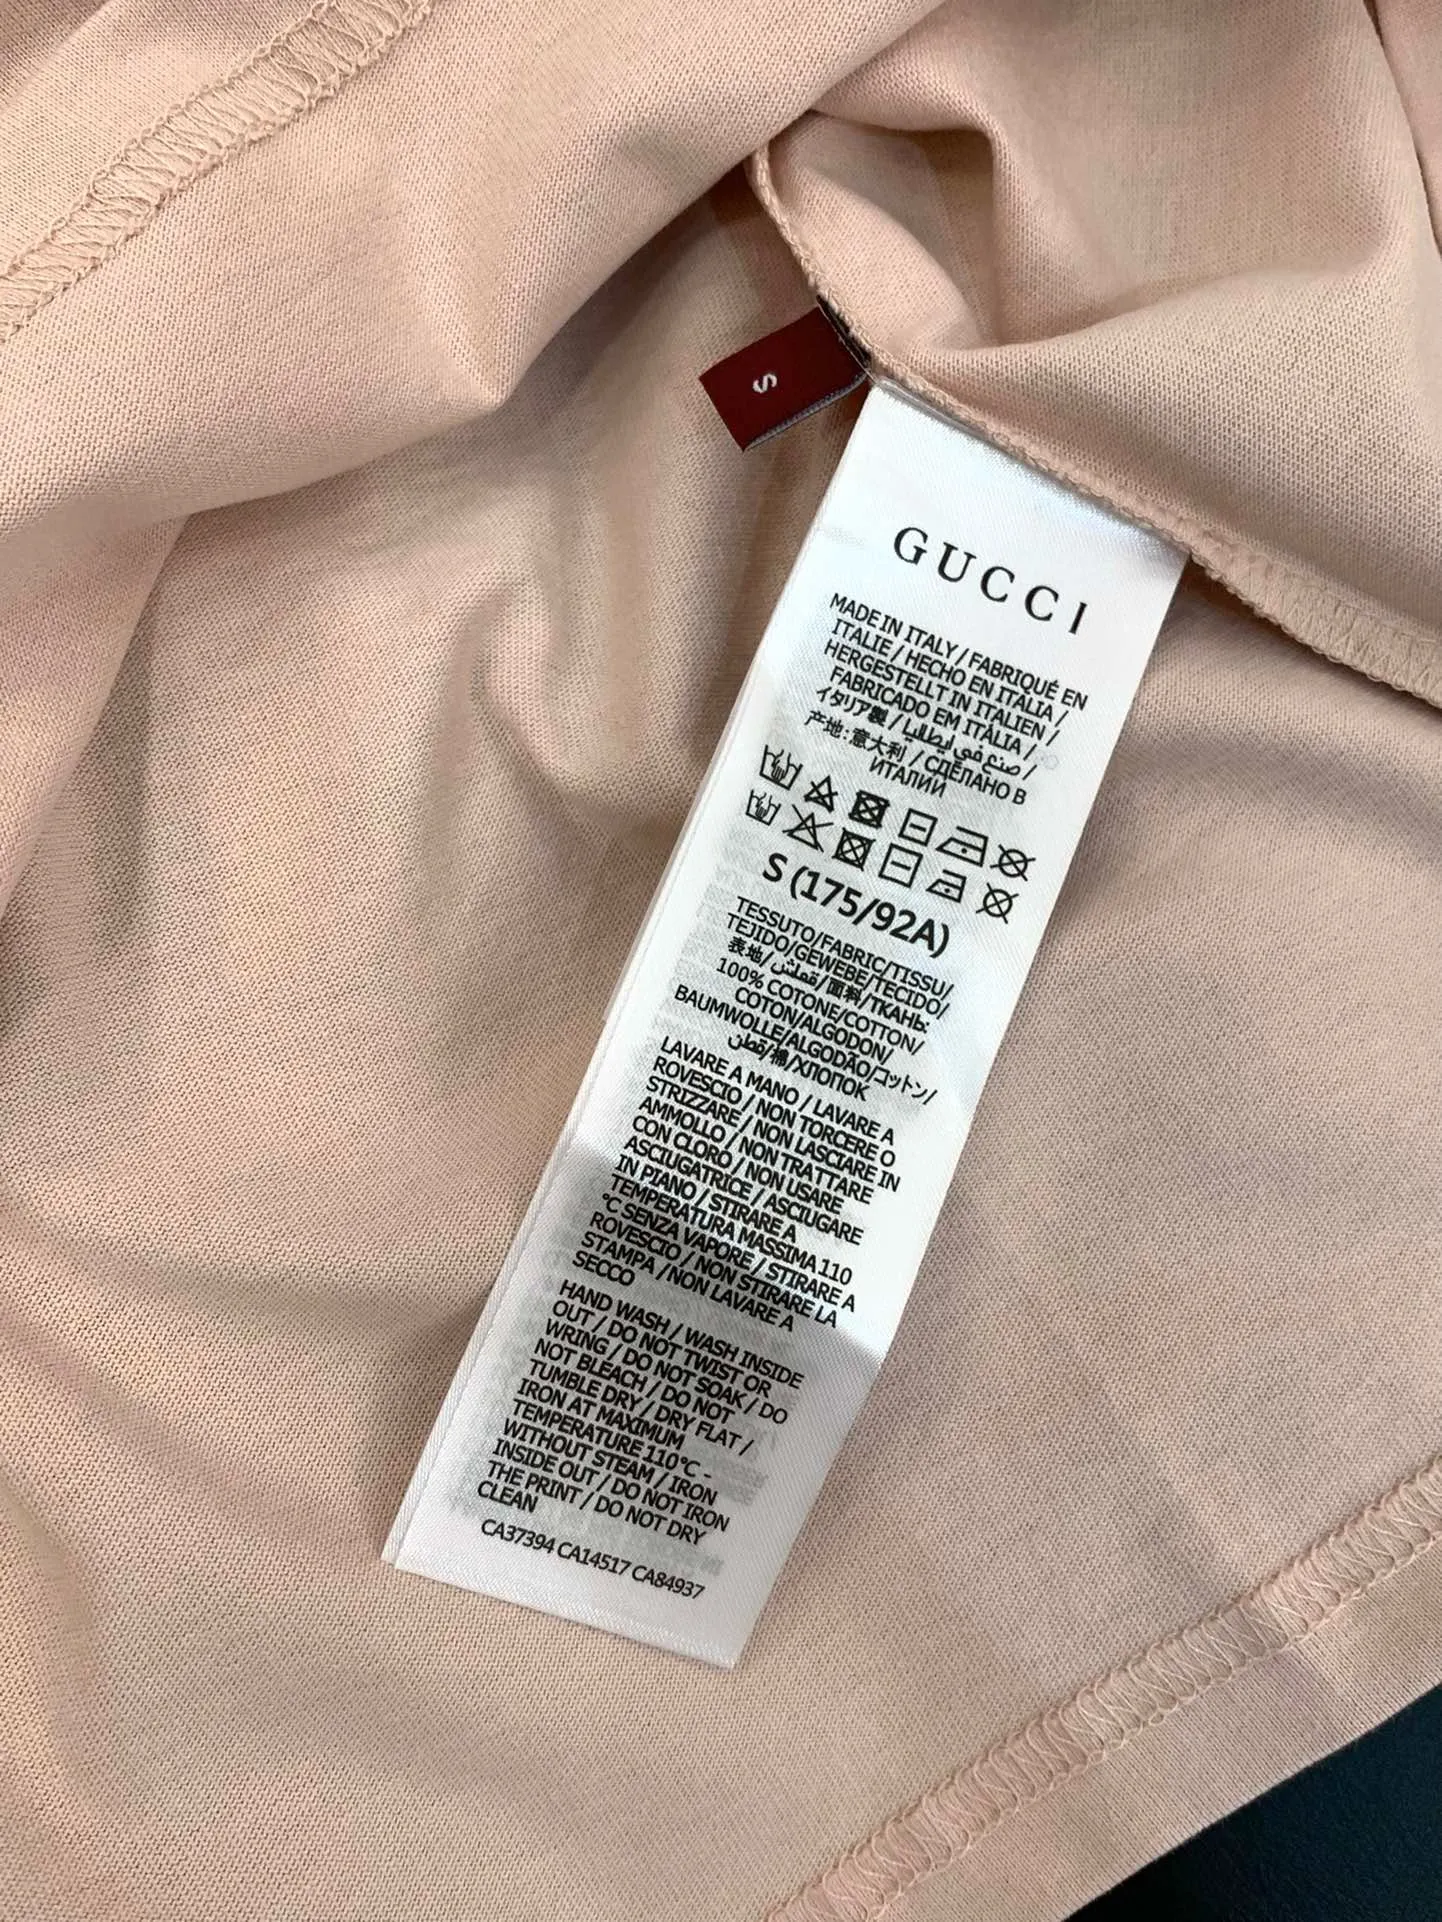 S
GUCCI
MADE IN ITALY / FABRIQUÉ EN
ITALIE / HECHO EN ITALIA /
HERGESTELLT IN ITALIEN /
FABRICADO EM ITÀLIA /
イタリア製 / صنع في إيطاليا /
产地: 意大利 / СДЕЛАНО В
ИТАЛИИ
S (175/92A)
TESSUTO/FABRIC/TISSU/
TEJIDO/GEWEBE/TECIDO/
表地/قماش/面料/ТКАНЬ:
100% COTONE/COTTON/
COTON/ALGODON/
BAUMWOLLE/ALGODÃO/コットン/
قطن/棉/ХЛОПОК
LAVARE A MANO / LAVARE A
ROVESCIO / NON TORCERE O
STRIZZARE / NON LASCIARE IN
AMMOLLO / NON TRATTARE
CON CLORO / NON USARE
ASCIUGATRICE / ASCIUGARE
IN PIANO / STIRARE A
TEMPERATURA MASSIMA 110
°C SENZA VAPORE / STIRARE A
ROVESCIO / NON STIRARE LA
STAMPA /NON LAVARE A
SECCO
HAND WASH / WASH INSIDE
OUT / DO NOT TWIST OR
WRING / DO NOT SOAK / DO
NOT BLEACH / DO NOT
TUMBLE DRY / DRY FLAT /
IRON AT MAXIMUM
TEMPERATURE 110°C -
WITHOUT STEAM / IRON
INSIDE OUT / DO NOT IRON
THE PRINT / DO NOT DRY
CLEAN
CA37394 CA14517 CA84937